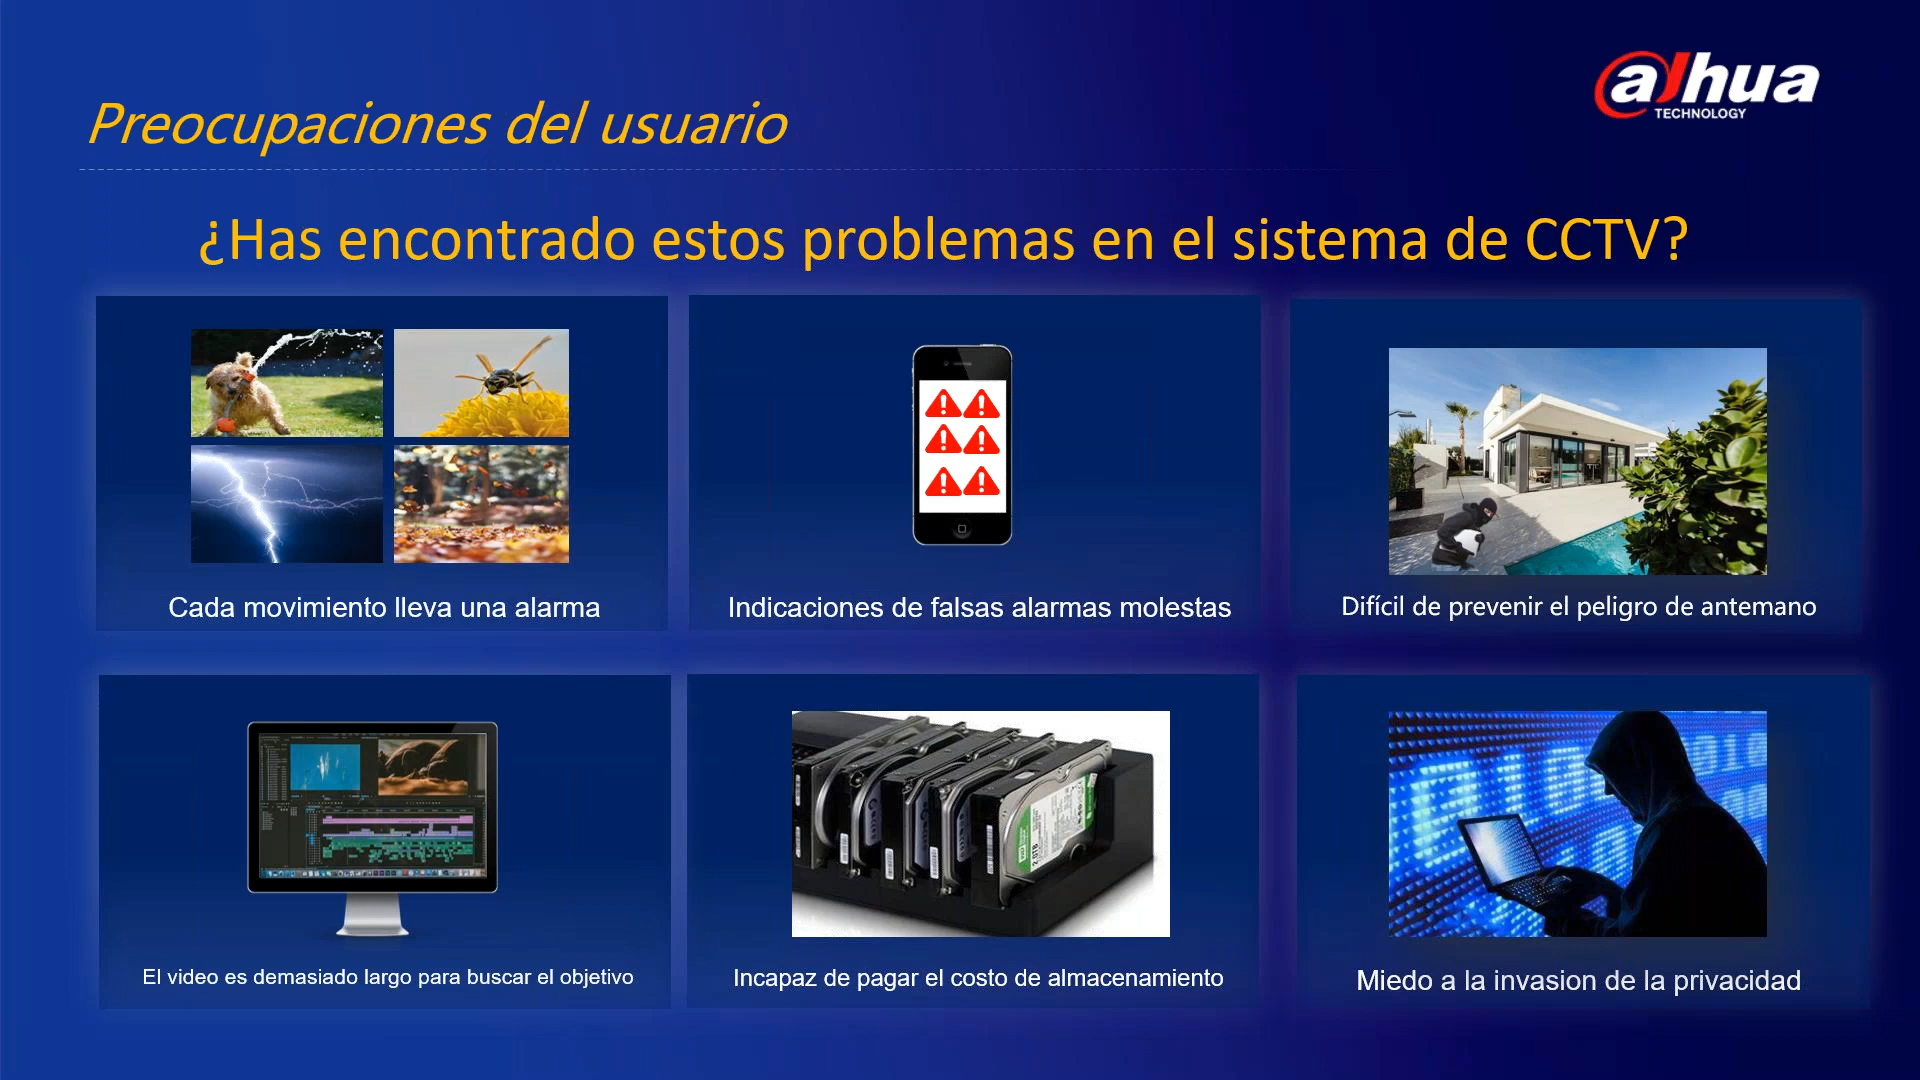 alhua
TECHNOLOGY
Preocupaciones del usuario
¿Has encontrado estos problemas en el sistema de CCTV?
Cada movimiento lleva una alarma
Indicaciones de falsas alarmas molestas
Difícil de prevenir el peligro de antemano
2.0TB
El video es demasiado largo para buscar el objetivo
Incapaz de pagar el costo de almacenamiento
Miedo a la invasion de la privacidad